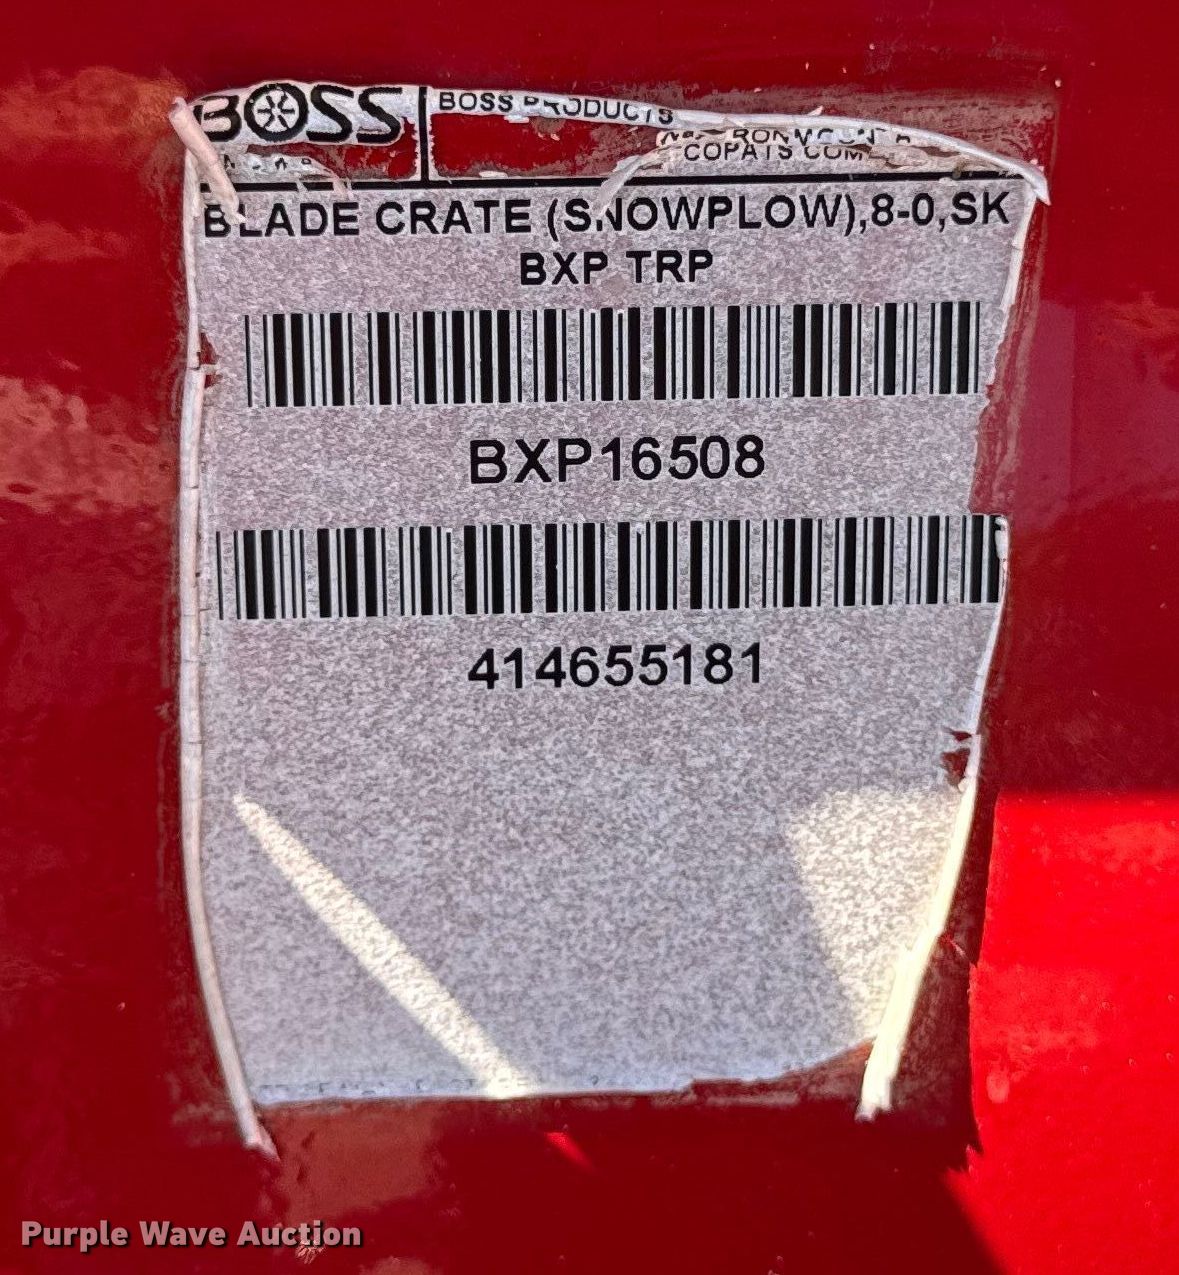 BOSS
BOSS PRODUCTS
BLADE CRATE (SNOWPLOW),8-0,SK
BXP TRP
BXP16508
414655181
Purple Wave Auction